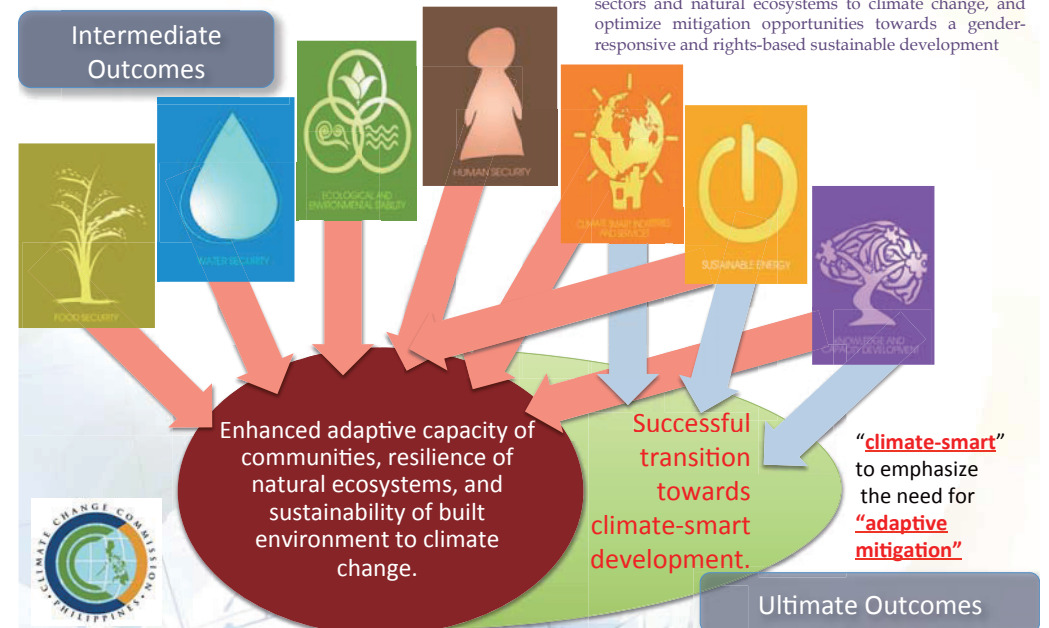 sectors and natural ecosystems to climate change, and
optimize mitigation opportunities towards a gender-
responsive and rights-based sustainable development
Intermediate
Outcomes
FOOD SECURITY
WATER SECURITY
ECOLOGICAL AND
ENVIRONMENTAL STABILITY
HUMAN SECURITY
CLIMATE SMART INDUSTRIES
AND SERVICES
SUSTAINABLE ENERGY
KNOWLEDGE AND
CAPACITY DEVELOPMENT
Enhanced adaptive capacity of
communities, resilience of
natural ecosystems, and
sustainability of built
environment to climate
change.
Successful
transition
towards
climate-smart
development.
“climate-smart”
to emphasize
the need for
“adaptive
mitigation”
CLIMATE CHANGE COMMISSION
PHILIPPINES
Ultimate Outcomes